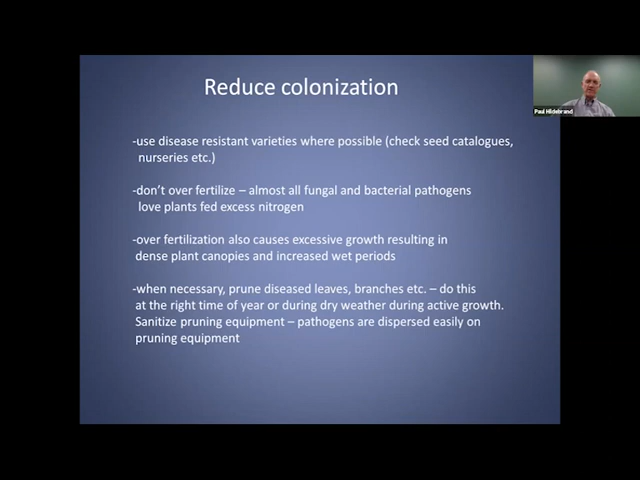 Reduce colonization
Paul Hildebrand
-use disease resistant varieties where possible (check seed catalogues,
nurseries etc.)
-don’t over fertilize – almost all fungal and bacterial pathogens
love plants fed excess nitrogen
-over fertilization also causes excessive growth resulting in
dense plant canopies and increased wet periods
-when necessary, prune diseased leaves, branches etc. – do this
at the right time of year or during dry weather during active growth.
Sanitize pruning equipment – pathogens are dispersed easily on
pruning equipment